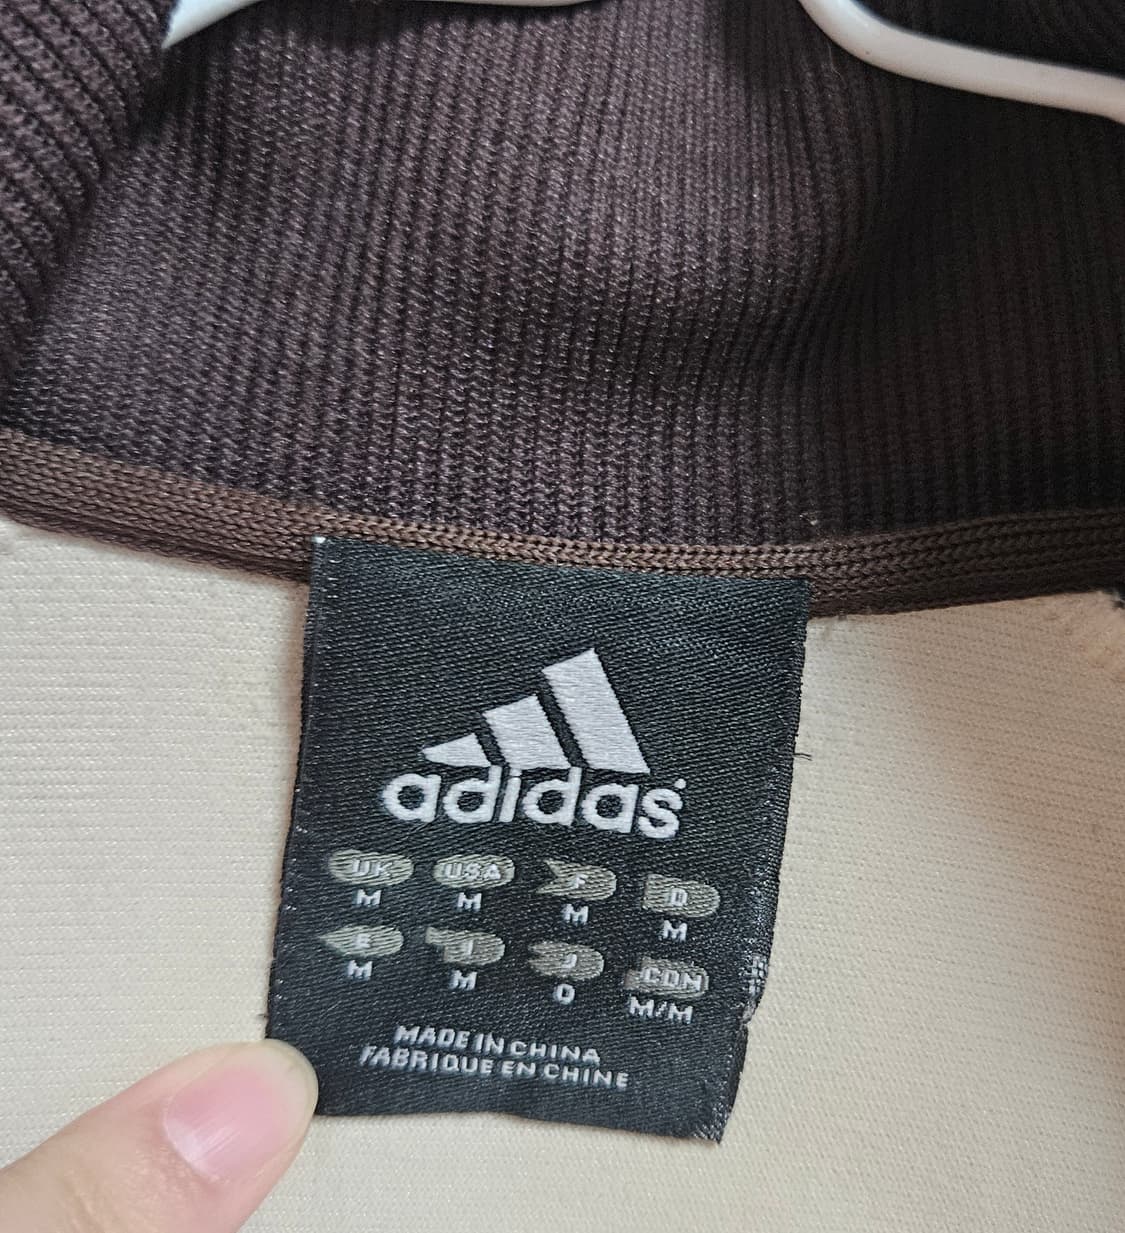 adidas
UK USA F D
M M M M
E I J CDN
M M O M/M
MADE IN CHINA
FABRIQUE EN CHINE